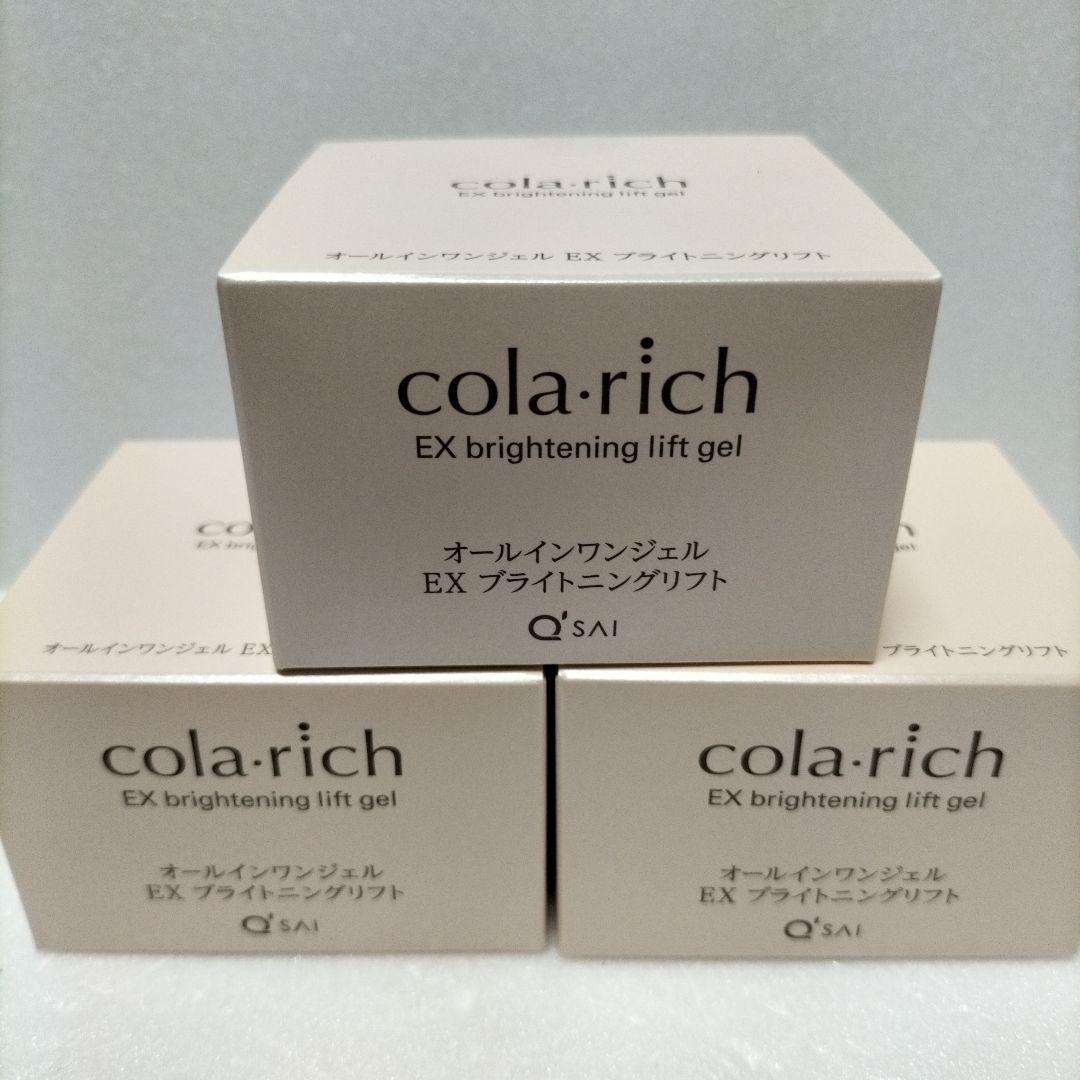 cola·rich
EX brightening lift gel
オールインワンジェル EX ブライトニングリフト
cola·rich
EX brightening lift gel
オールインワンジェル
EX ブライトニングリフト
Q'SAI
co
EX brig
オールインワンジェル EX
cola·rich
EX brightening lift gel
オールインワンジェル
EX ブライトニングリフト
Q'SAI
h
gel
ブライトニングリフト
cola·rich
EX brightening lift gel
オールインワンジェル
EX ブライトニングリフト
Q'SAI